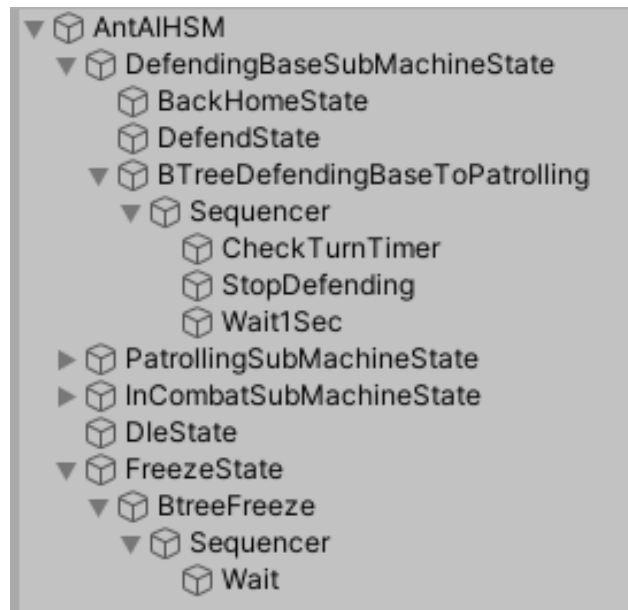 AntAIHSM
DefendingBaseSubMachineState
BackHomeState
DefendState
BTreeDefendingBaseToPatrolling
Sequencer
CheckTurnTimer
StopDefending
Wait1Sec
PatrollingSubMachineState
InCombatSubMachineState
DleState
FreezeState
BtreeFreeze
Sequencer
Wait